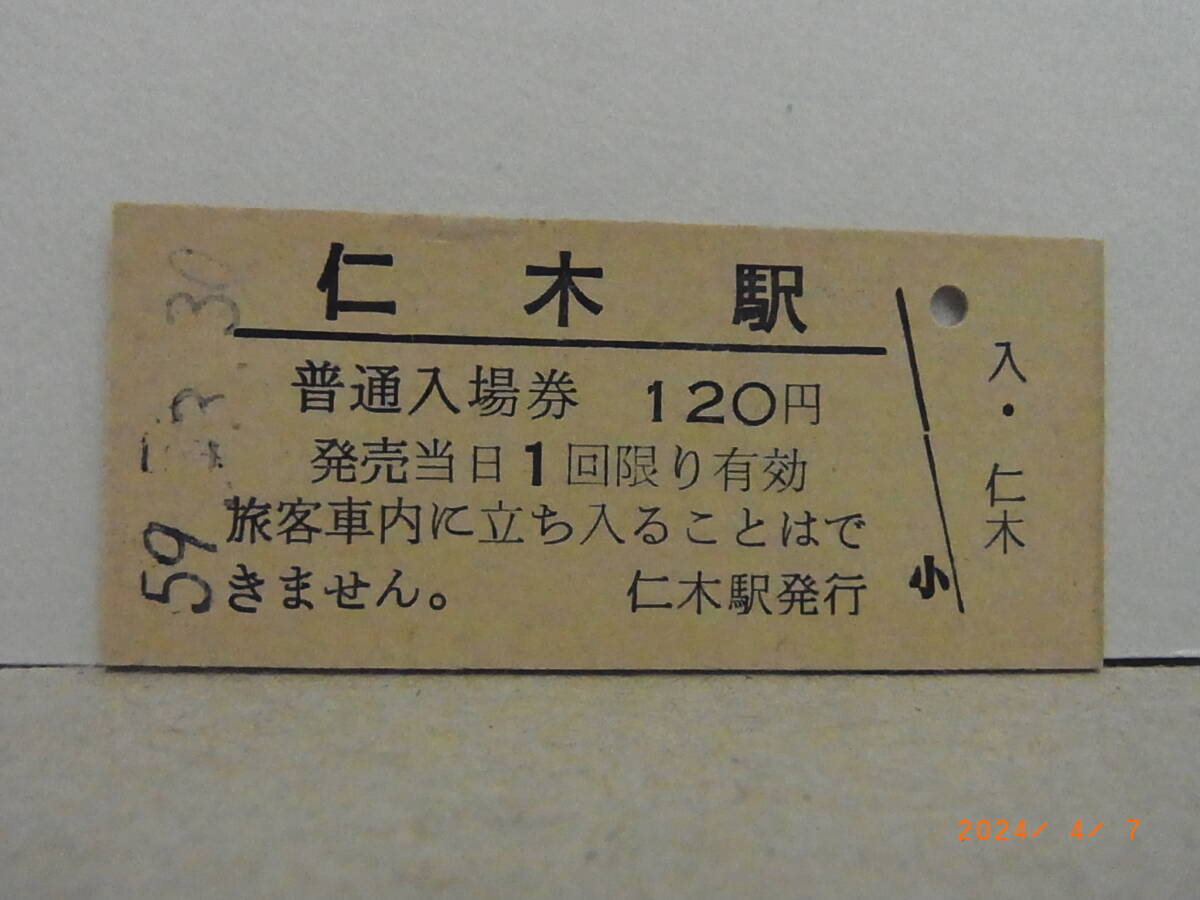 仁木駅
普通入場券 120円
発売当日1回限り有効
旅客車内に立ち入ることはで
きません。 仁木駅発行
小
入・仁木
59. 3. 30
2024/ 4/ 7